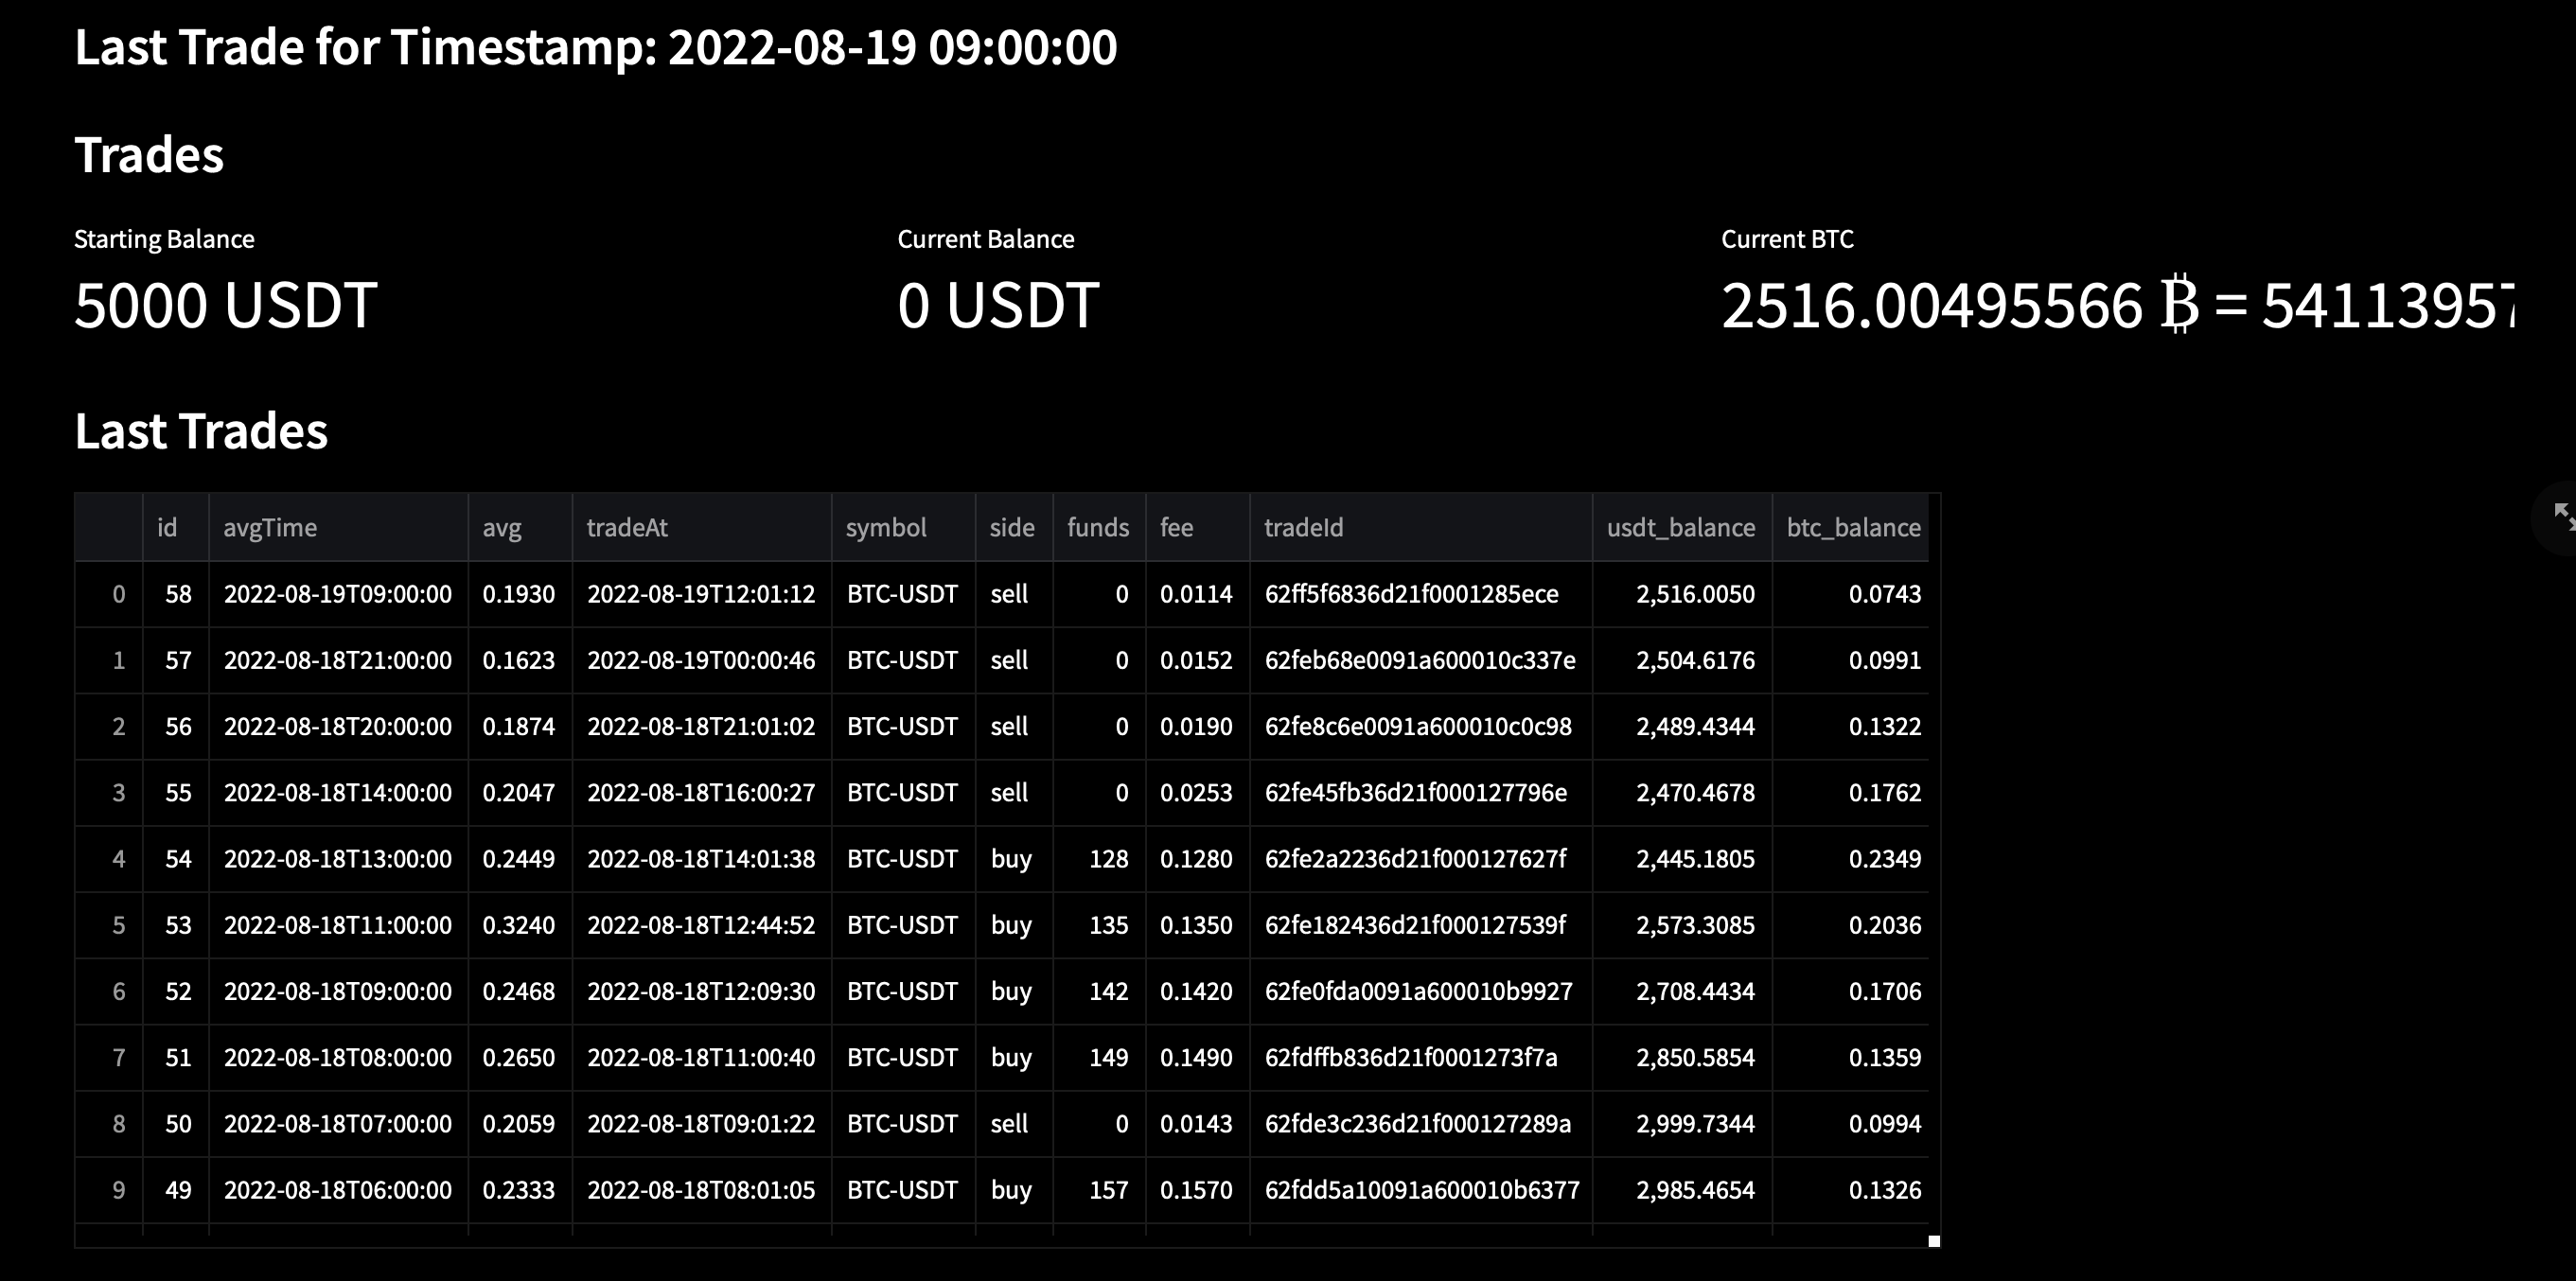 Last Trade for Timestamp: 2022-08-19 09:00:00
Trades
Starting Balance Current Balance Current BTC
5000 USDT 0 USDT 2516.00495566 ₿ = 54113957
Last Trades
id avgTime avg tradeAt symbol side funds fee tradeId usdt_balance btc_balance
0 58 2022-08-19T09:00:00 0.1930 2022-08-19T12:01:12 BTC-USDT sell 0 0.0114 62ff5f6836d21f0001285ece 2,516.0050 0.0743
1 57 2022-08-18T21:00:00 0.1623 2022-08-19T00:00:46 BTC-USDT sell 0 0.0152 62feb68e0091a600010c337e 2,504.6176 0.0991
2 56 2022-08-18T20:00:00 0.1874 2022-08-18T21:01:02 BTC-USDT sell 0 0.0190 62fe8c6e0091a600010c0c98 2,489.4344 0.1322
3 55 2022-08-18T14:00:00 0.2047 2022-08-18T16:00:27 BTC-USDT sell 0 0.0253 62fe45fb36d21f000127796e 2,470.4678 0.1762
4 54 2022-08-18T13:00:00 0.2449 2022-08-18T14:01:38 BTC-USDT buy 128 0.1280 62fe2a2236d21f000127627f 2,445.1805 0.2349
5 53 2022-08-18T11:00:00 0.3240 2022-08-18T12:44:52 BTC-USDT buy 135 0.1350 62fe182436d21f000127539f 2,573.3085 0.2036
6 52 2022-08-18T09:00:00 0.2468 2022-08-18T12:09:30 BTC-USDT buy 142 0.1420 62fe0fda0091a600010b9927 2,708.4434 0.1706
7 51 2022-08-18T08:00:00 0.2650 2022-08-18T11:00:40 BTC-USDT buy 149 0.1490 62fdffb836d21f0001273f7a 2,850.5854 0.1359
8 50 2022-08-18T07:00:00 0.2059 2022-08-18T09:01:22 BTC-USDT sell 0 0.0143 62fde3c236d21f000127289a 2,999.7344 0.0994
9 49 2022-08-18T06:00:00 0.2333 2022-08-18T08:01:05 BTC-USDT buy 157 0.1570 62fdd5a10091a600010b6377 2,985.4654 0.1326